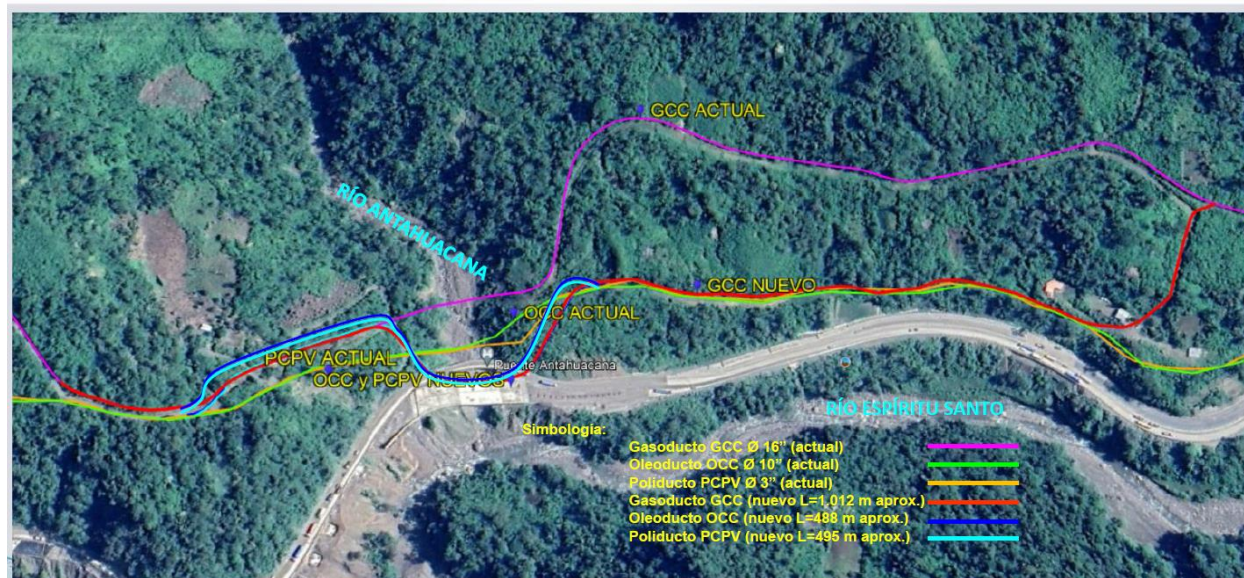 GCC ACTUAL
RÍO ANTAHUACANA
GCC NUEVO
OCC ACTUAL
PCPV ACTUAL
Puente Antahuacana
OCC y PCPV NUEVOS
RÍO ESPÍRITU SANTO
Simbología:
Gasoducto GCC Ø 16" (actual)
Oleoducto OCC Ø 10" (actual)
Poliducto PCPV Ø 3" (actual)
Gasoducto GCC (nuevo L=1,012 m aprox.)
Oleoducto OCC (nuevo L=488 m aprox.)
Poliducto PCPV (nuevo L=495 m aprox.)